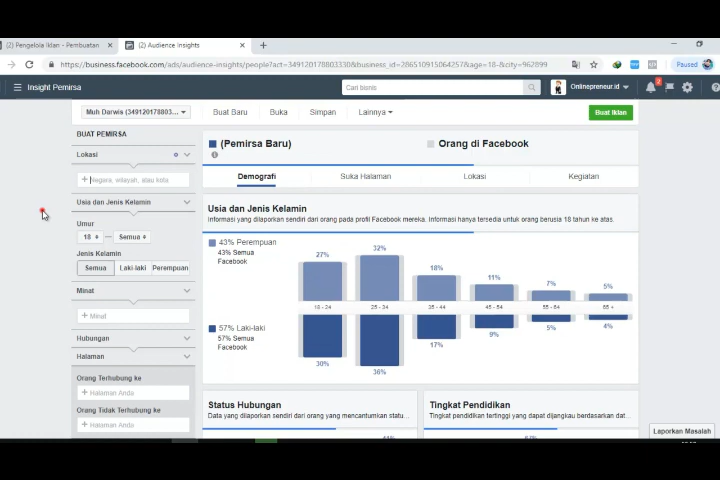 (2) Pengelola Iklan - Pembuatan
(2) Audience Insights
https://business.facebook.com/ads/audience-insights/people?act=349120178803330&business_id=286510915064257&age=18-&city=962899
Paused
Insight Pemirsa
Cari bisnis
Onlinepreneur.id
2
Muh Darwis (349120178803...
Buat Baru
Buka
Simpan
Lainnya
Buat Iklan
BUAT PEMIRSA
Lokasi
Negara, wilayah, atau kota
Usia dan Jenis Kelamin
Umur
18 — Semua
Jenis Kelamin
Semua Laki-laki Perempuan
Minat
+ Minat
Hubungan
Halaman
Orang Terhubung ke
+ Halaman Anda
Orang Tidak Terhubung ke
+ Halaman Anda
(Pemirsa Baru)
Orang di Facebook
Demografi
Suka Halaman
Lokasi
Kegiatan
Usia dan Jenis Kelamin
Informasi yang dilaporkan sendiri dari orang pada profil Facebook mereka. Informasi hanya tersedia untuk orang berusia 18 tahun ke atas.
43% Perempuan
43% Semua
Facebook
27% 32% 18% 11% 7% 5%
18 - 24 25 - 34 35 - 44 45 - 54 55 - 64 65 +
57% Laki-laki
57% Semua
Facebook
30% 38% 17% 9% 5% 4%
Status Hubungan
Data yang dilaporkan sendiri dari orang yang mencantumkan statu...
Tingkat Pendidikan
Tingkat pendidikan tertinggi yang dapat dijangkau berdasarkan dat...
Laporkan Masalah